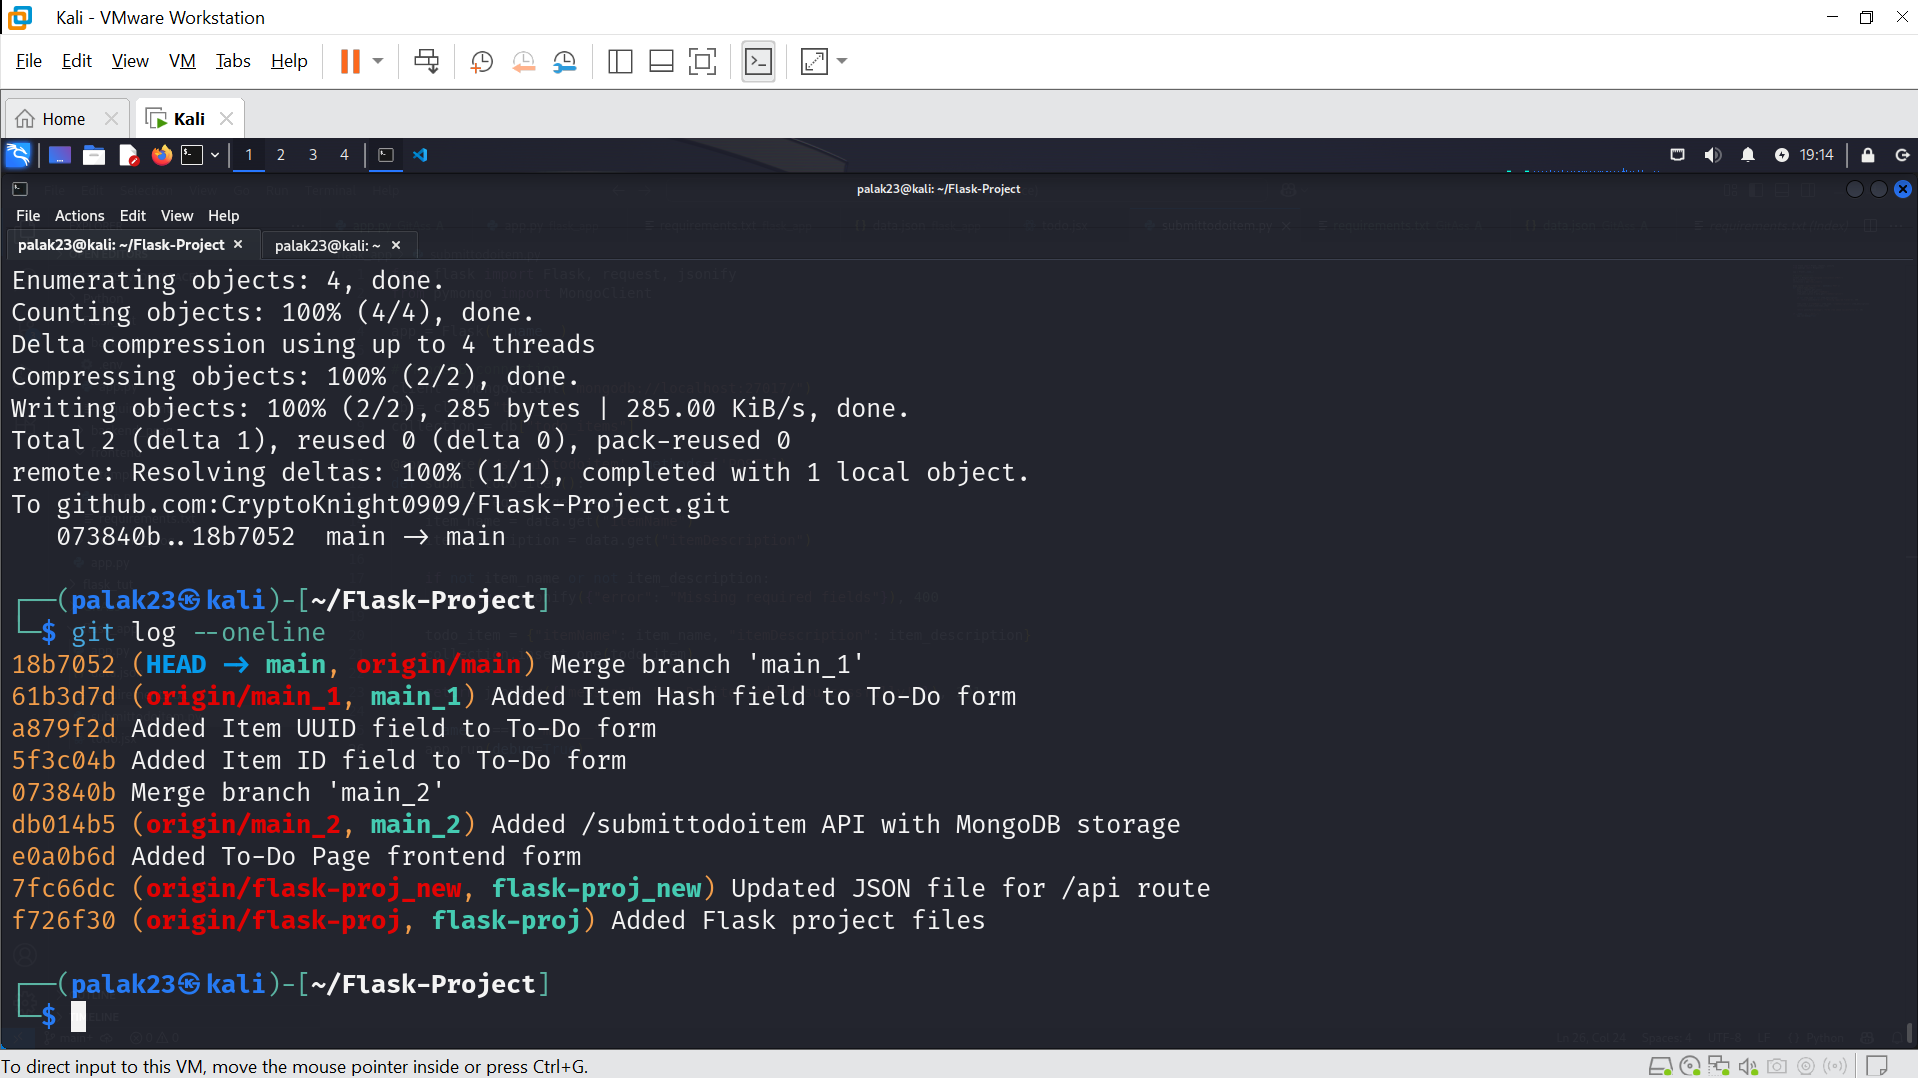 Kali - VMware Workstation
File Edit View VM Tabs Help
Home
Kali
1 2 3 4
19:14
palak23@kali: ~/Flask-Project
File Actions Edit View Help
palak23@kali: ~/Flask-Project
palak23@kali: ~
Enumerating objects: 4, done.
Counting objects: 100% (4/4), done.
Delta compression using up to 4 threads
Compressing objects: 100% (2/2), done.
Writing objects: 100% (2/2), 285 bytes | 285.00 KiB/s, done.
Total 2 (delta 1), reused 0 (delta 0), pack-reused 0
remote: Resolving deltas: 100% (1/1), completed with 1 local object.
To github.com:CryptoKnight0909/Flask-Project.git
073840b..18b7052  main → main
┌──(palak23㉿kali)-[~/Flask-Project]
└─$ git log --oneline
18b7052 (HEAD → main, origin/main) Merge branch 'main_1'
61b3d7d (origin/main_1, main_1) Added Item Hash field to To-Do form
a879f2d Added Item UUID field to To-Do form
5f3c04b Added Item ID field to To-Do form
073840b Merge branch 'main_2'
db014b5 (origin/main_2, main_2) Added /submittodoitem API with MongoDB storage
e0a0b6d Added To-Do Page frontend form
7fc66dc (origin/flask-proj_new, flask-proj_new) Updated JSON file for /api route
f726f30 (origin/flask-proj, flask-proj) Added Flask project files
┌──(palak23㉿kali)-[~/Flask-Project]
└─$
To direct input to this VM, move the mouse pointer inside or press Ctrl+G.